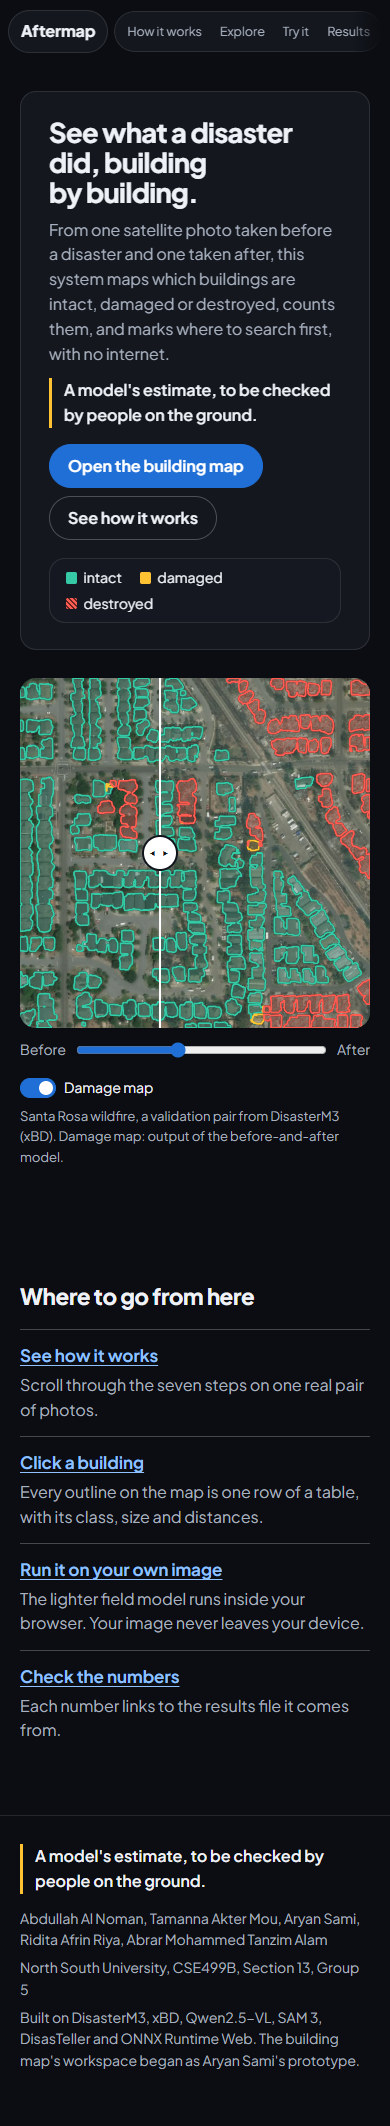 Aftermap
How it works Explore Try it Results
See what a disaster
did, building
by building.
From one satellite photo taken before
a disaster and one taken after, this
system maps which buildings are
intact, damaged or destroyed, counts
them, and marks where to search first,
with no internet.
A model's estimate, to be checked
by people on the ground.
Open the building map
See how it works
intact damaged
destroyed
Before After
Damage map
Santa Rosa wildfire, a validation pair from DisasterM3
(xBD). Damage map: output of the before-and-after
model.
Where to go from here
See how it works
Scroll through the seven steps on one real pair
of photos.
Click a building
Every outline on the map is one row of a table,
with its class, size and distances.
Run it on your own image
The lighter field model runs inside your
browser. Your image never leaves your device.
Check the numbers
Each number links to the results file it comes
from.
A model's estimate, to be checked by
people on the ground.
Abdullah Al Noman, Tamanna Akter Mou, Aryan Sami,
Ridita Afrin Riya, Abrar Mohammed Tanzim Alam
North South University, CSE499B, Section 13, Group
5
Built on DisasterM3, xBD, Qwen2.5-VL, SAM 3,
DisasTeller and ONNX Runtime Web. The building
map's workspace began as Aryan Sami's prototype.